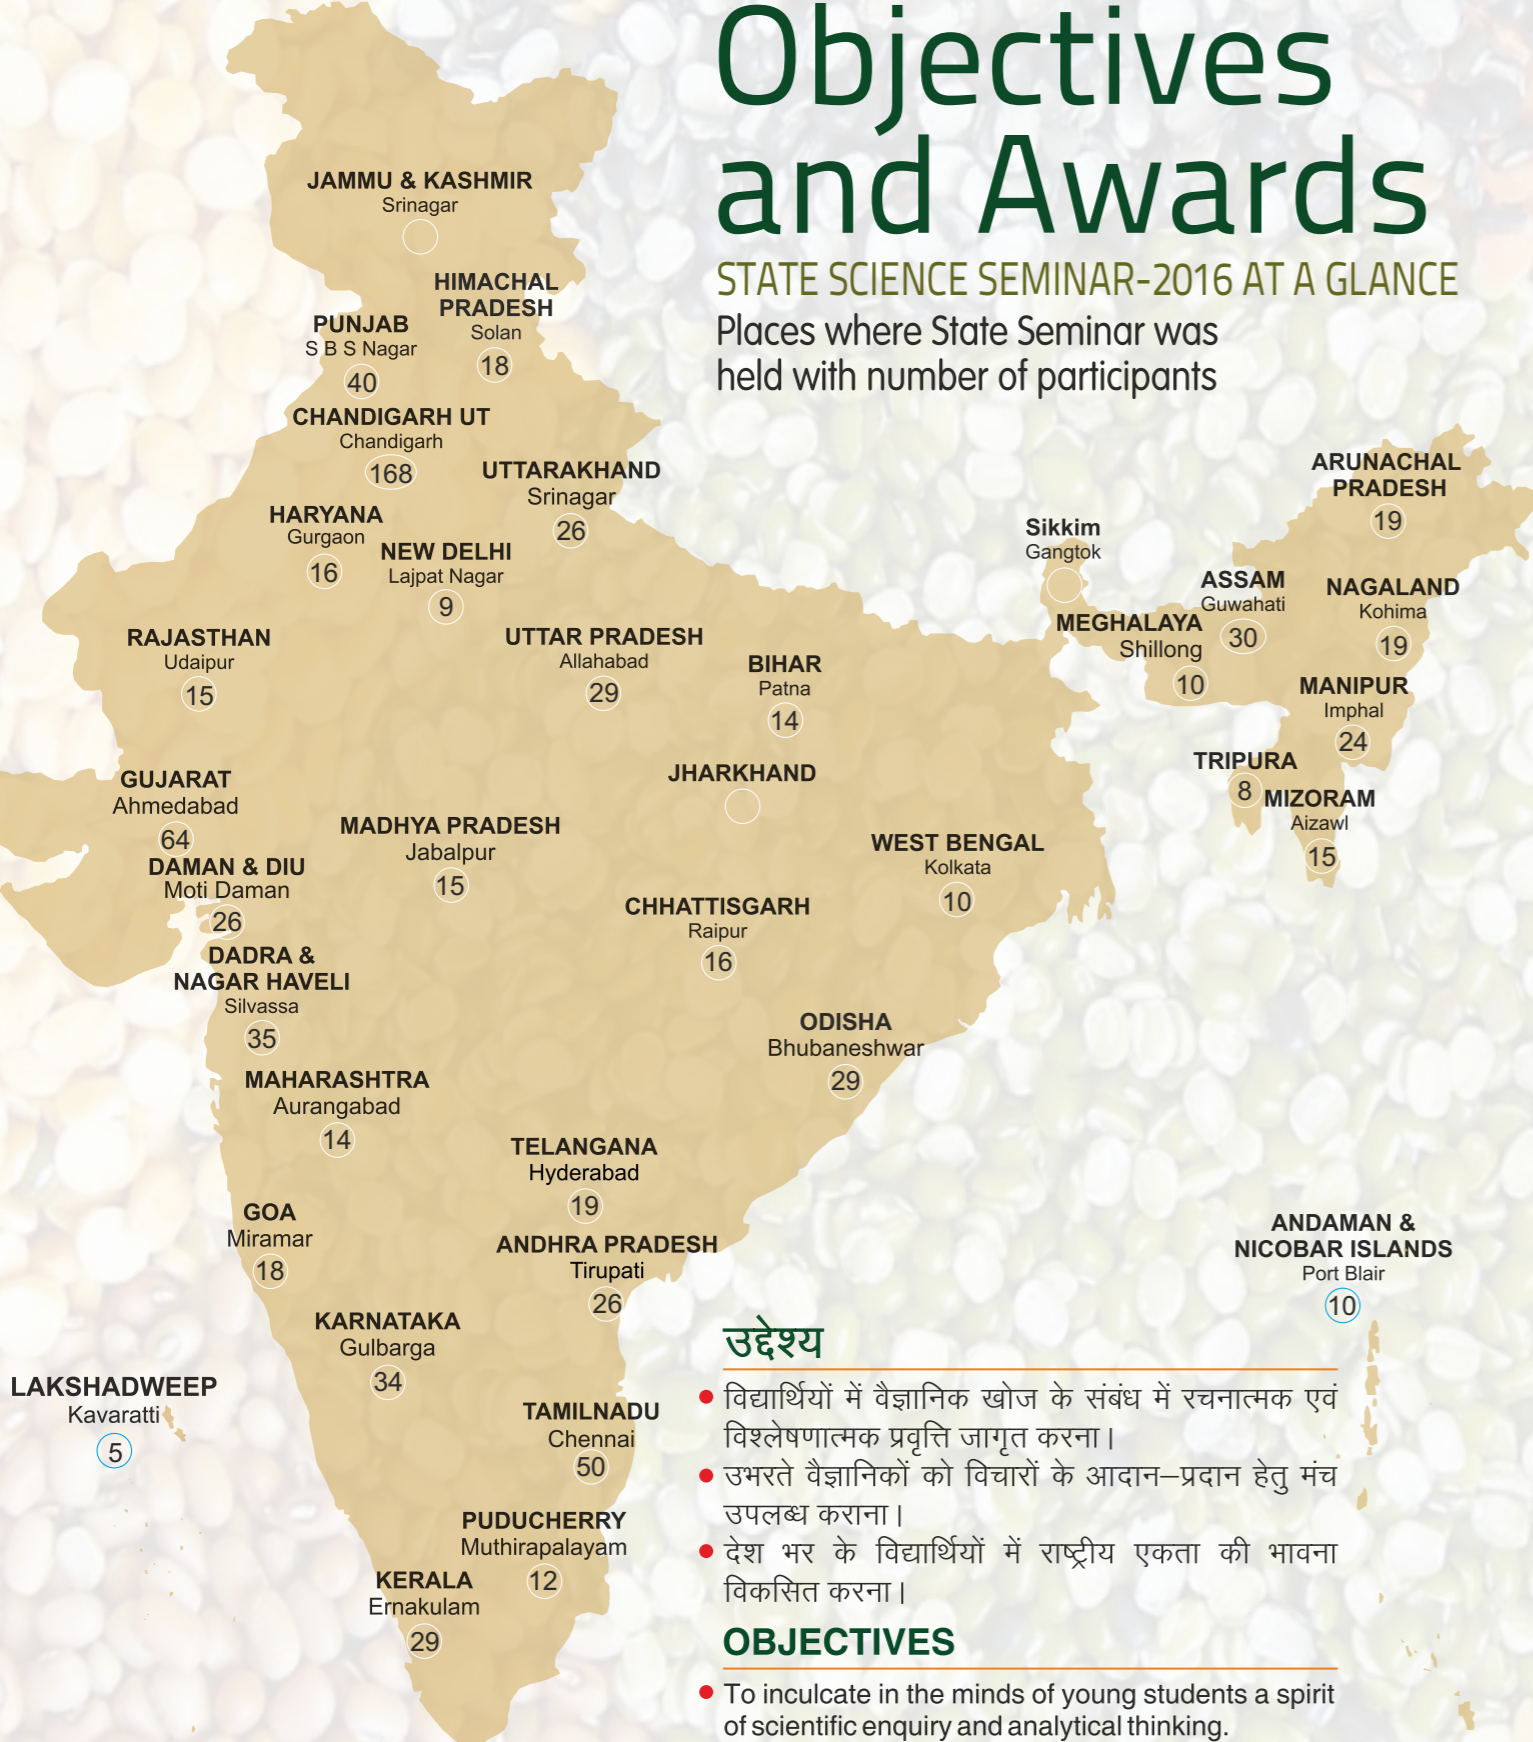 Objectives
and Awards
STATE SCIENCE SEMINAR-2016 AT A GLANCE
Places where State Seminar was
held with number of participants
JAMMU & KASHMIR
Srinagar
HIMACHAL
PRADESH
Solan
18
PUNJAB
S B S Nagar
40
CHANDIGARH UT
Chandigarh
168
UTTARAKHAND
Srinagar
26
HARYANA
Gurgaon
16
NEW DELHI
Lajpat Nagar
9
RAJASTHAN
Udaipur
15
UTTAR PRADESH
Allahabad
29
BIHAR
Patna
14
Sikkim
Gangtok
ARUNACHAL
PRADESH
19
ASSAM
Guwahati
30
NAGALAND
Kohima
19
MEGHALAYA
Shillong
10
MANIPUR
Imphal
24
TRIPURA
8
MIZORAM
Aizawl
15
GUJARAT
Ahmedabad
64
JHARKHAND
MADHYA PRADESH
Jabalpur
15
WEST BENGAL
Kolkata
10
DAMAN & DIU
Moti Daman
26
CHHATTISGARH
Raipur
16
DADRA &
NAGAR HAVELI
Silvassa
35
ODISHA
Bhubaneshwar
29
MAHARASHTRA
Aurangabad
14
TELANGANA
Hyderabad
19
GOA
Miramar
18
ANDHRA PRADESH
Tirupati
26
ANDAMAN &
NICOBAR ISLANDS
Port Blair
10
KARNATAKA
Gulbarga
34
LAKSHADWEEP
Kavaratti
5
TAMILNADU
Chennai
50
PUDUCHERRY
Muthirapalayam
12
KERALA
Ernakulam
29
उद्देश्य
• विद्यार्थियों में वैज्ञानिक खोज के संबंध में रचनात्मक एवं
विश्लेषणात्मक प्रवृत्ति जागृत करना।
• उभरते वैज्ञानिकों को विचारों के आदान–प्रदान हेतु मंच
उपलब्ध कराना।
• देश भर के विद्यार्थियों में राष्ट्रीय एकता की भावना
विकसित करना।
OBJECTIVES
• To inculcate in the minds of young students a spirit
of scientific enquiry and analytical thinking.